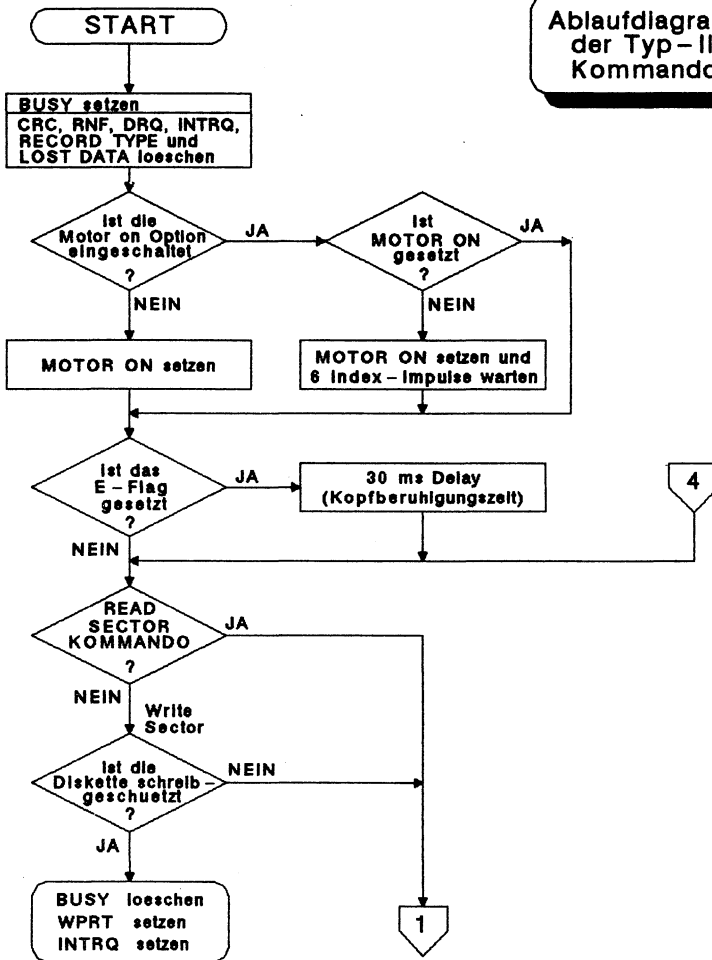 START
Ablaufdiagra
der Typ-II
Kommando
BUSY setzen
CRC, RNF, DRQ, INTRQ,
RECORD TYPE und
LOST DATA loeschen
Ist die
Motor on Option
eingeschaltet
?
JA
Ist
MOTOR ON
gesetzt
?
JA
NEIN
NEIN
MOTOR ON setzen
MOTOR ON setzen und
6 Index-Impulse warten
Ist das
E-Flag
gesetzt
?
JA
30 ms Delay
(Kopfberuhigungszeit)
4
NEIN
READ
SECTOR
KOMMANDO
?
JA
NEIN
Write
Sector
Ist die
Diskette schreib-
geschuetzt
?
NEIN
JA
BUSY loeschen
WPRT setzen
INTRQ setzen
1